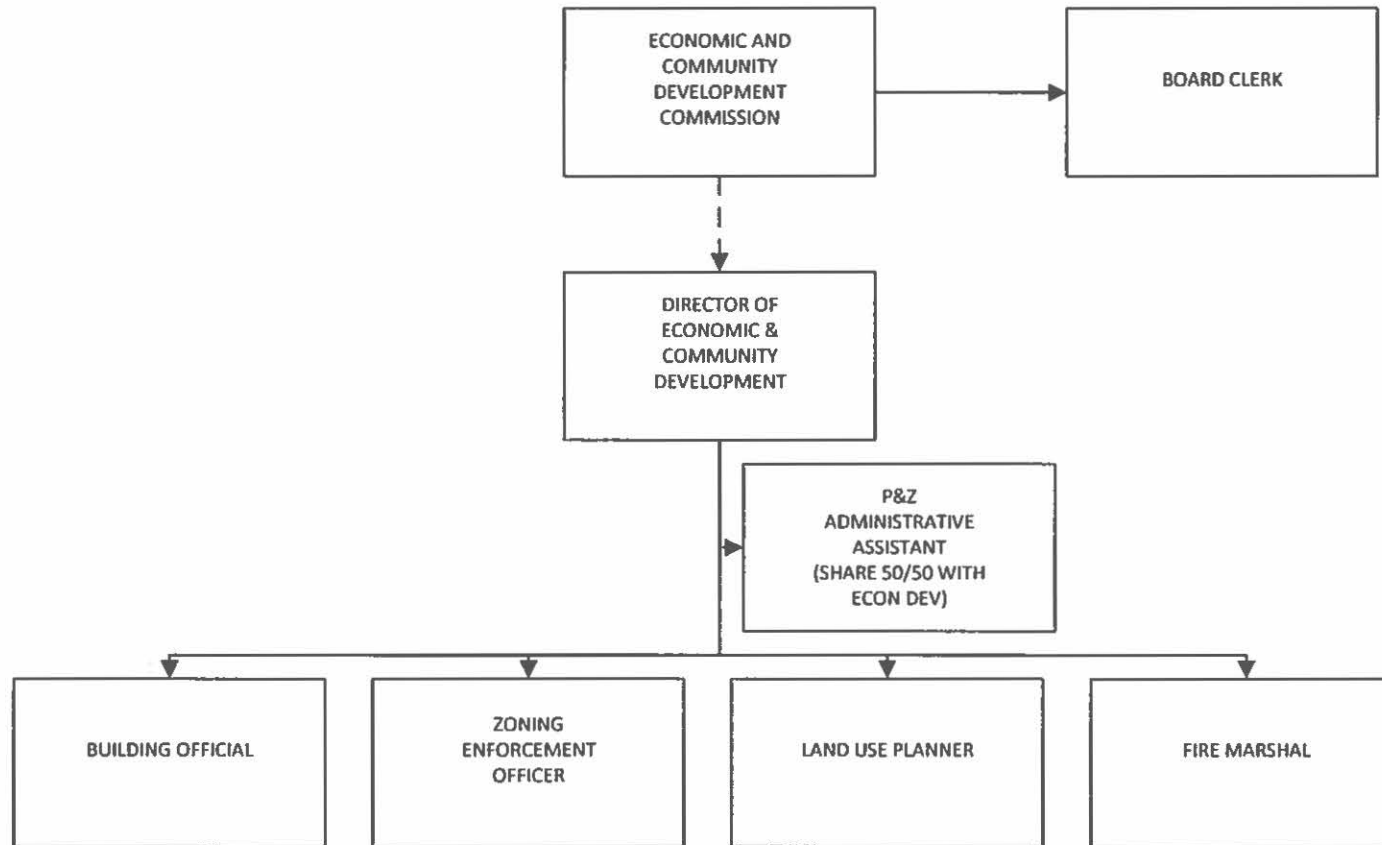 ECONOMIC AND
COMMUNITY
DEVELOPMENT
COMMISSION
BOARD CLERK
DIRECTOR OF
ECONOMIC &
COMMUNITY
DEVELOPMENT
P&Z
ADMINISTRATIVE
ASSISTANT
(SHARE 50/50 WITH
ECON DEV)
BUILDING OFFICIAL
ZONING
ENFORCEMENT
OFFICER
LAND USE PLANNER
FIRE MARSHAL